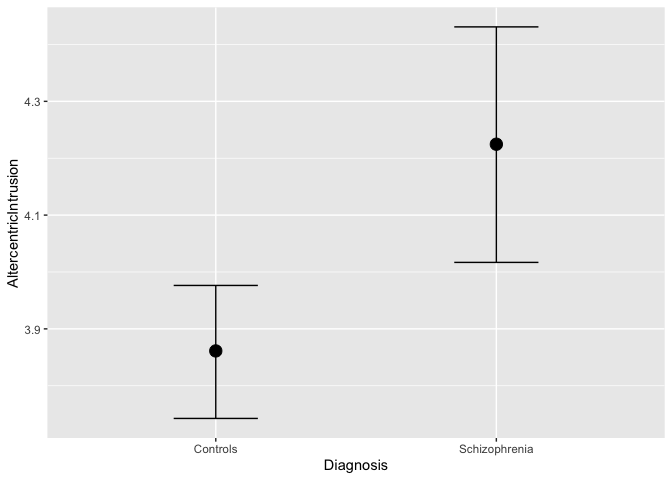 4.3
4.1
3.9
AltercentricIntrusion
Controls
Schizophrenia
Diagnosis